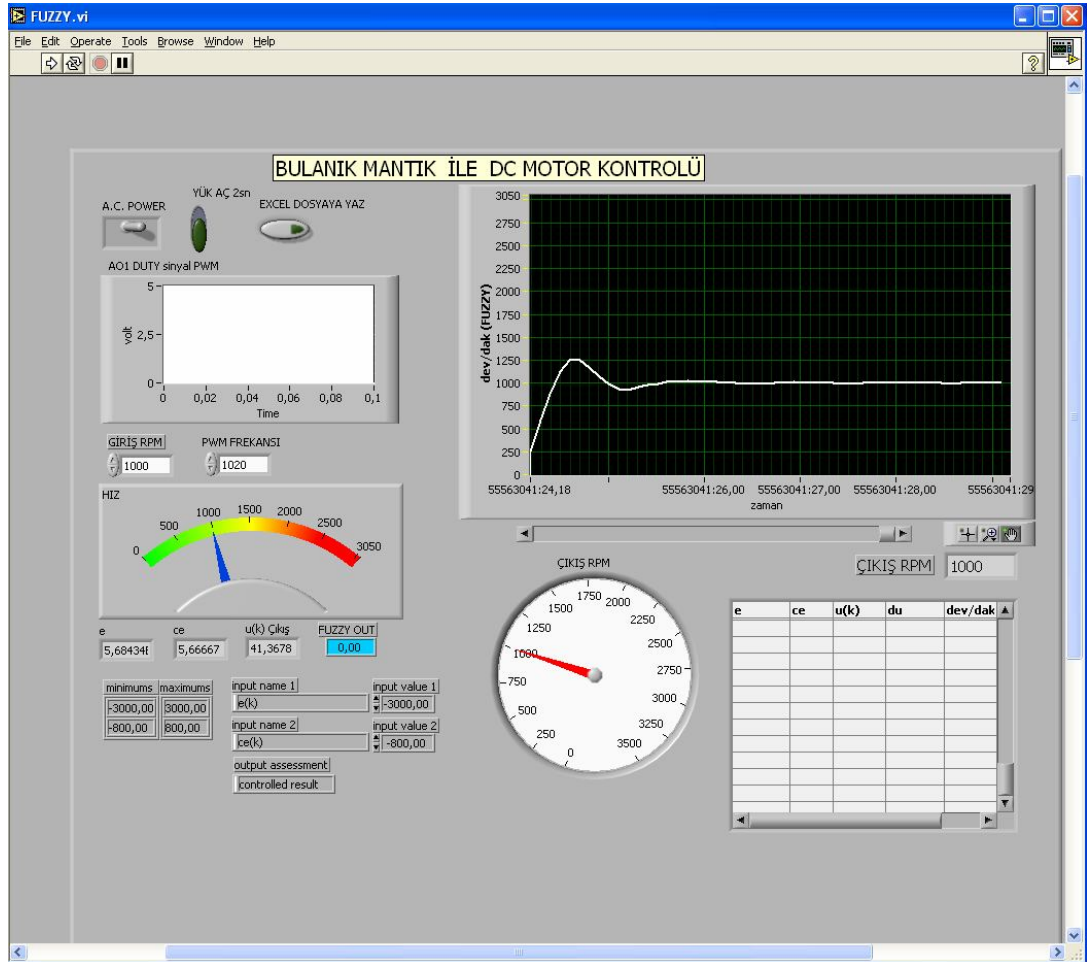 FUZZY.vi
File Edit Operate Tools Browse Window Help
BULANIK MANTIK İLE DC MOTOR KONTROLÜ
A.C. POWER
YÜK AÇ 2sn
EXCEL DOSYAYA YAZ
AO1 DUTY sinyal PWM
volt
5
2,5
0
0 0,02 0,04 0,06 0,08 0,1
Time
GİRİŞ RPM
1000
PWM FREKANSI
1020
HIZ
0 500 1000 1500 2000 2500 3050
e
5,68434E
ce
5,66667
u(k) Çıkış
41,3678
FUZZY OUT
0,00
minimums maximums
-3000,00 3000,00
-800,00 800,00
input name 1
e(k)
input value 1
-3000,00
input name 2
ce(k)
input value 2
-800,00
output assessment
controlled result
dev/dak (FUZZY)
3050
2750
2500
2250
2000
1750
1500
1250
1000
750
500
250
0
55563041:24,18 55563041:26,00 55563041:27,00 55563041:28,00 55563041:29
zaman
ÇIKIŞ RPM
0 250 500 750 1000 1250 1500 1750 2000 2250 2500 2750 3000 3250 3500
ÇIKIŞ RPM 1000
e ce u(k) du dev/dak